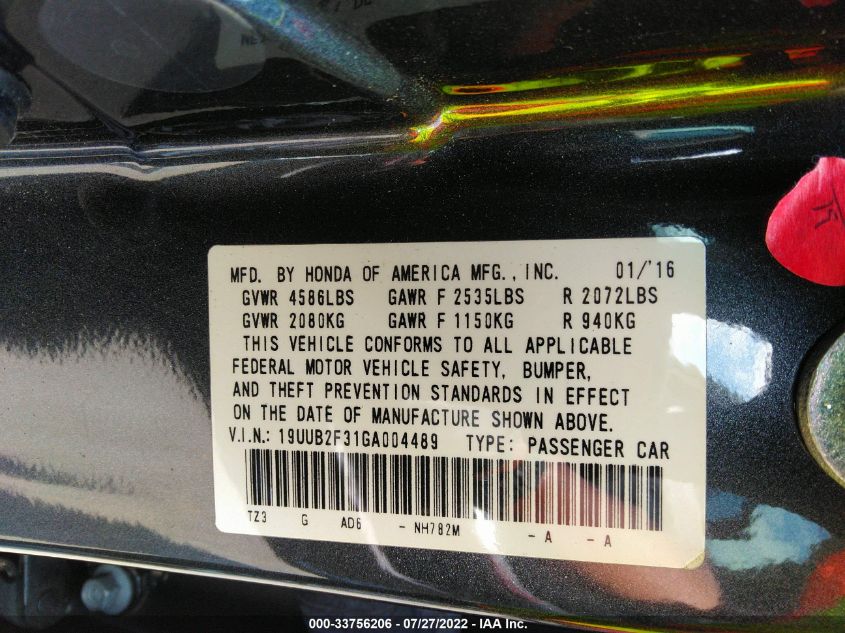 MFD. BY HONDA OF AMERICA MFG., INC. 01/'16
GVWR 4586LBS GAWR F 2535LBS R 2072LBS
GVWR 2080KG GAWR F 1150KG R 940KG
THIS VEHICLE CONFORMS TO ALL APPLICABLE
FEDERAL MOTOR VEHICLE SAFETY, BUMPER,
AND THEFT PREVENTION STANDARDS IN EFFECT
ON THE DATE OF MANUFACTURE SHOWN ABOVE.
V.I.N.: 19UUB2F31GA004489 TYPE: PASSENGER CAR
TZ3 G AD6 - NH782M - A - A
000-33756206 - 07/27/2022 - IAA Inc.